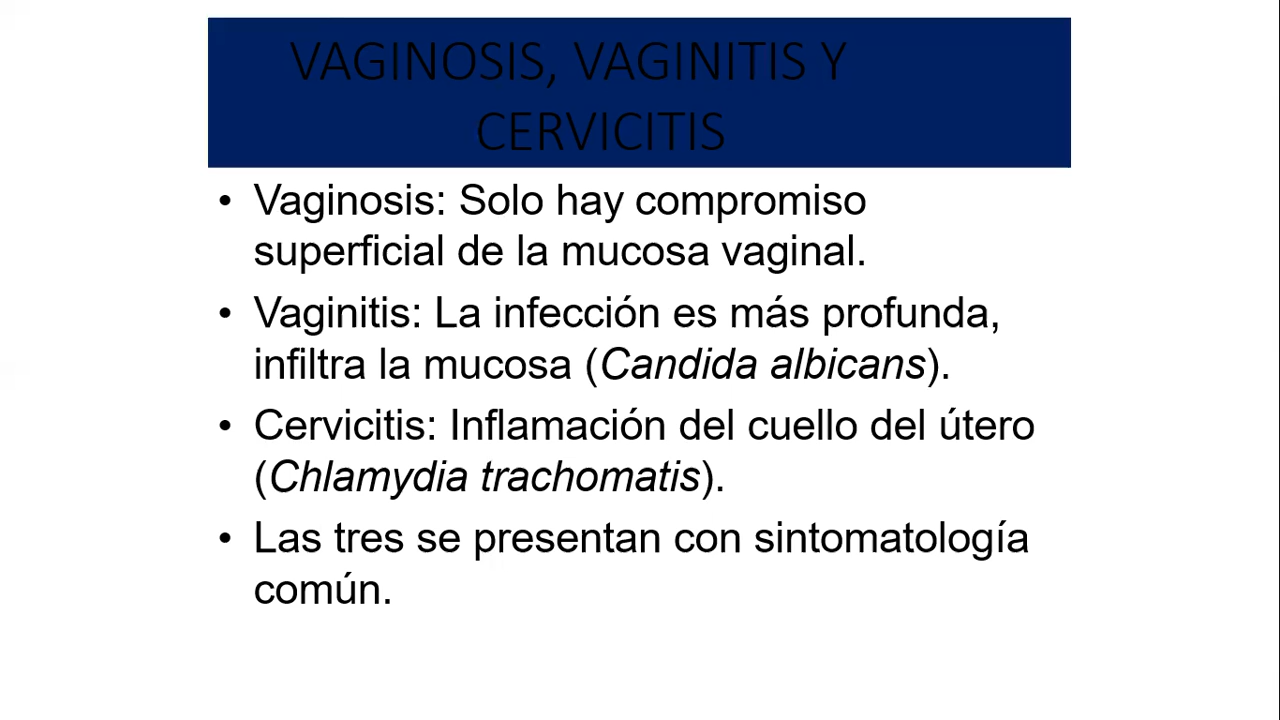 VAGINOSIS, VAGINITIS Y
CERVICITIS
• Vaginosis: Solo hay compromiso
superficial de la mucosa vaginal.
• Vaginitis: La infección es más profunda,
infiltra la mucosa (Candida albicans).
• Cervicitis: Inflamación del cuello del útero
(Chlamydia trachomatis).
• Las tres se presentan con sintomatología
común.